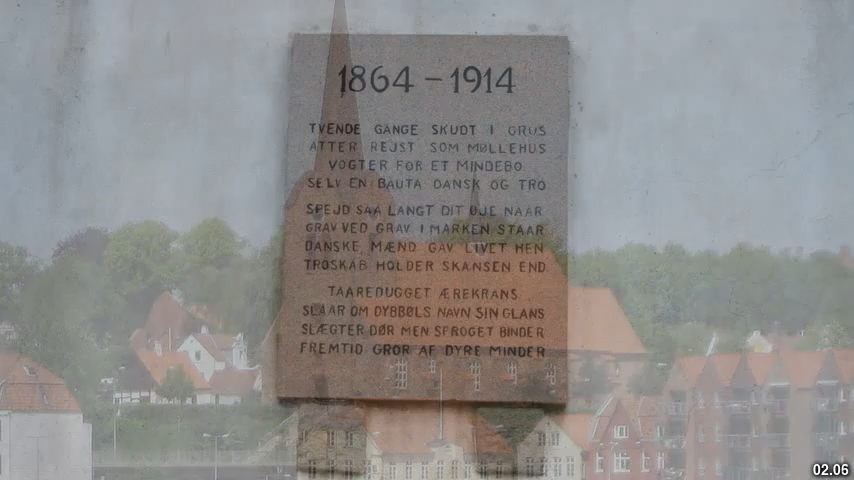 1864 – 1914
TVENDE GANGE SKUDT I GRUS
ATTER REJST SOM MØLLEHUS
VOGTER FOR ET MINDEBO
SELV EN BAUTA DANSK OG TRO
SPEJD SAA LANGT DIT ØJE NAAR
GRAV VED GRAV I MARKEN STAAR
DANSKE, MÆND GAV LIVET HEN
TROSKAB HOLDER SKANSEN END
TAAREDUGGET ÆREKRANS
SLAAR OM DYBBØLS NAVN SIN GLANS
SLÆGTER DØR MEN SPROGET BINDER
FREMTID GROR AF DYRE MINDER
02.06